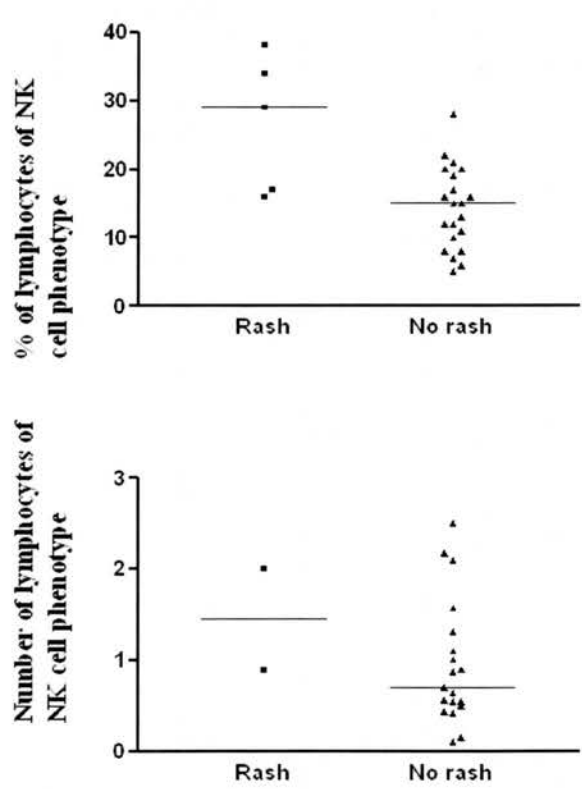 % of lymphocytes of NK
cell phenotype
40
30
20
10
0
Rash No rash
Number of lymphocytes of
NK cell phenotype
3
2
1
0
Rash No rash